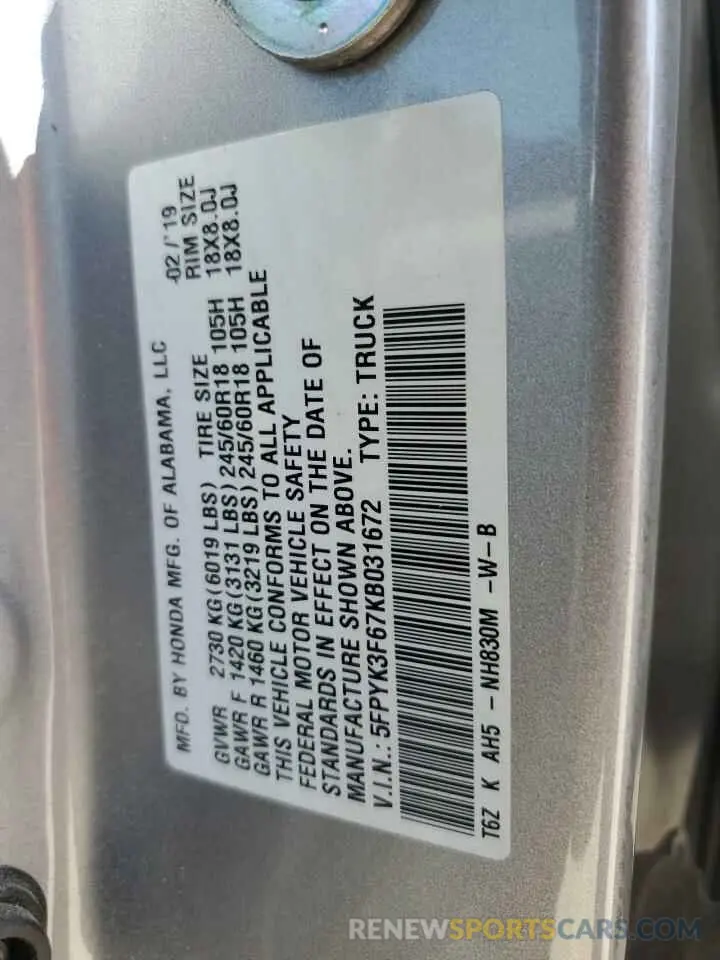 MFD. BY HONDA MFG. OF ALABAMA, LLC 02/'19
GVWR 2730 KG(6019 LBS) TIRE SIZE RIM SIZE
GAWR F 1420 KG(3131 LBS)245/60R18 105H 18X8.0J
GAWR R 1460 KG(3219 LBS)245/60R18 105H 18X8.0J
THIS VEHICLE CONFORMS TO ALL APPLICABLE
FEDERAL MOTOR VEHICLE SAFETY
STANDARDS IN EFFECT ON THE DATE OF
MANUFACTURE SHOWN ABOVE.
V.I.N.: 5FPYK3F67KB031672 TYPE: TRUCK
T6Z K AH5 - NH830M -W-B
RENEWSPORTSCARS.COM